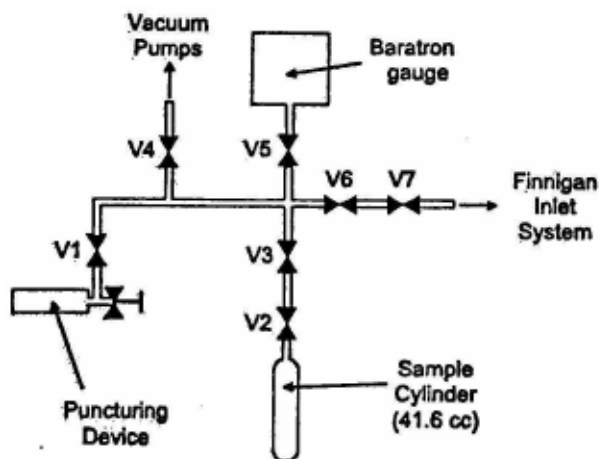 Vacuum
Pumps
Baratron
gauge
V4
V5
V6
V7
Finnigan
Inlet
System
V1
V3
V2
Puncturing
Device
Sample
Cylinder
(41.6 cc)